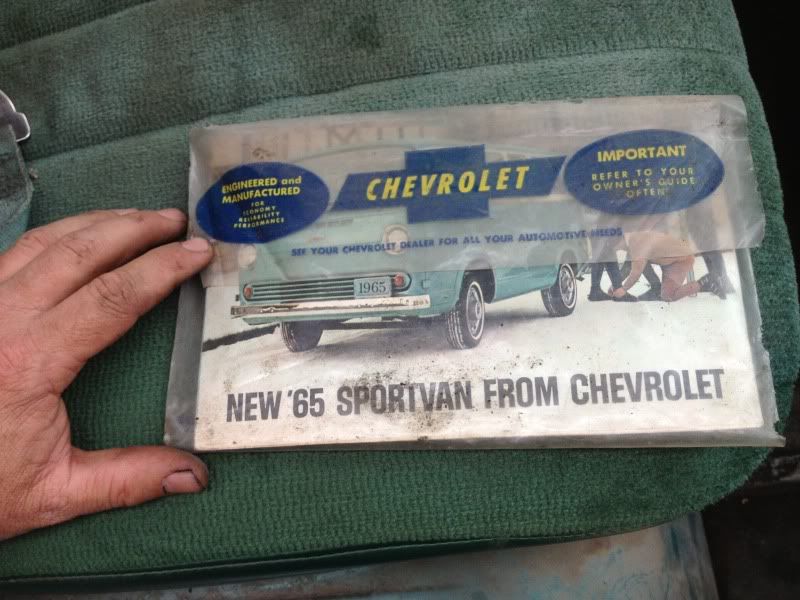 ENGINEERED and
MANUFACTURED
FOR
ECONOMY
RELIABILITY
PERFORMANCE
CHEVROLET
IMPORTANT
REFER TO YOUR
OWNER'S GUIDE
OFTEN
SEE YOUR CHEVROLET DEALER FOR ALL YOUR AUTOMOTIVE NEEDS
1965
NEW '65 SPORTVAN FROM CHEVROLET